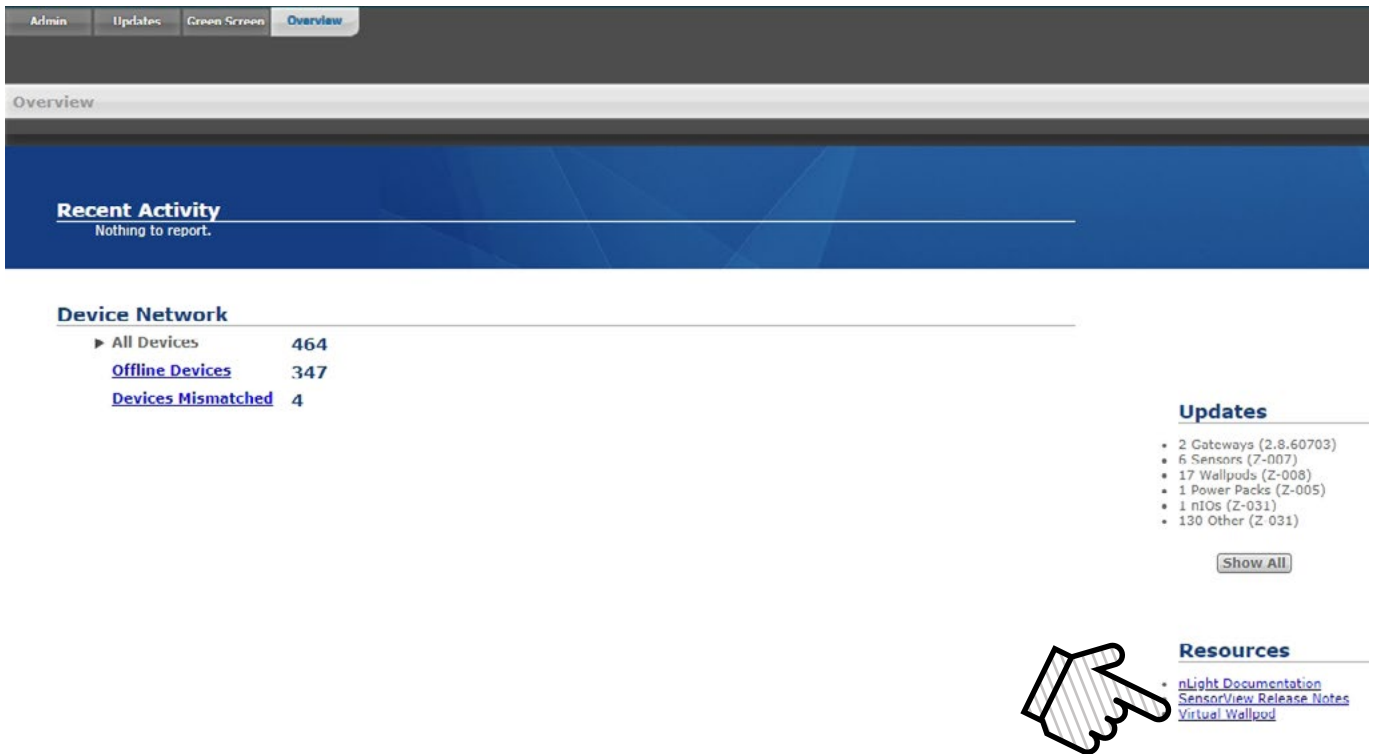 Admin Updates Green Screen Overview
Overview
Recent Activity
Nothing to report.
Device Network
All Devices 464
Offline Devices 347
Devices Mismatched 4
Updates
• 2 Gateways (2.8.60703)
• 6 Sensors (Z-007)
• 17 Wallpods (Z-008)
• 1 Power Packs (Z-005)
• 1 nIOs (Z-031)
• 130 Other (Z 031)
Show All
Resources
• nLight Documentation
• SensorView Release Notes
• Virtual Wallpod